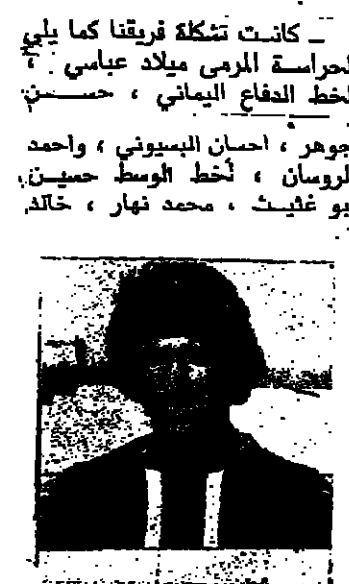 ـ كانت تشكلة فريقنا كما يلي
لحراسة المرمى ميلاد عباسي ،
لخط الدفاع اليماني ، حسن
جوهر ، احسان البسيوني ، واحمد
لروسان ، لخط الوسط حسين
بو غثيث ، محمد نهار ، خالد